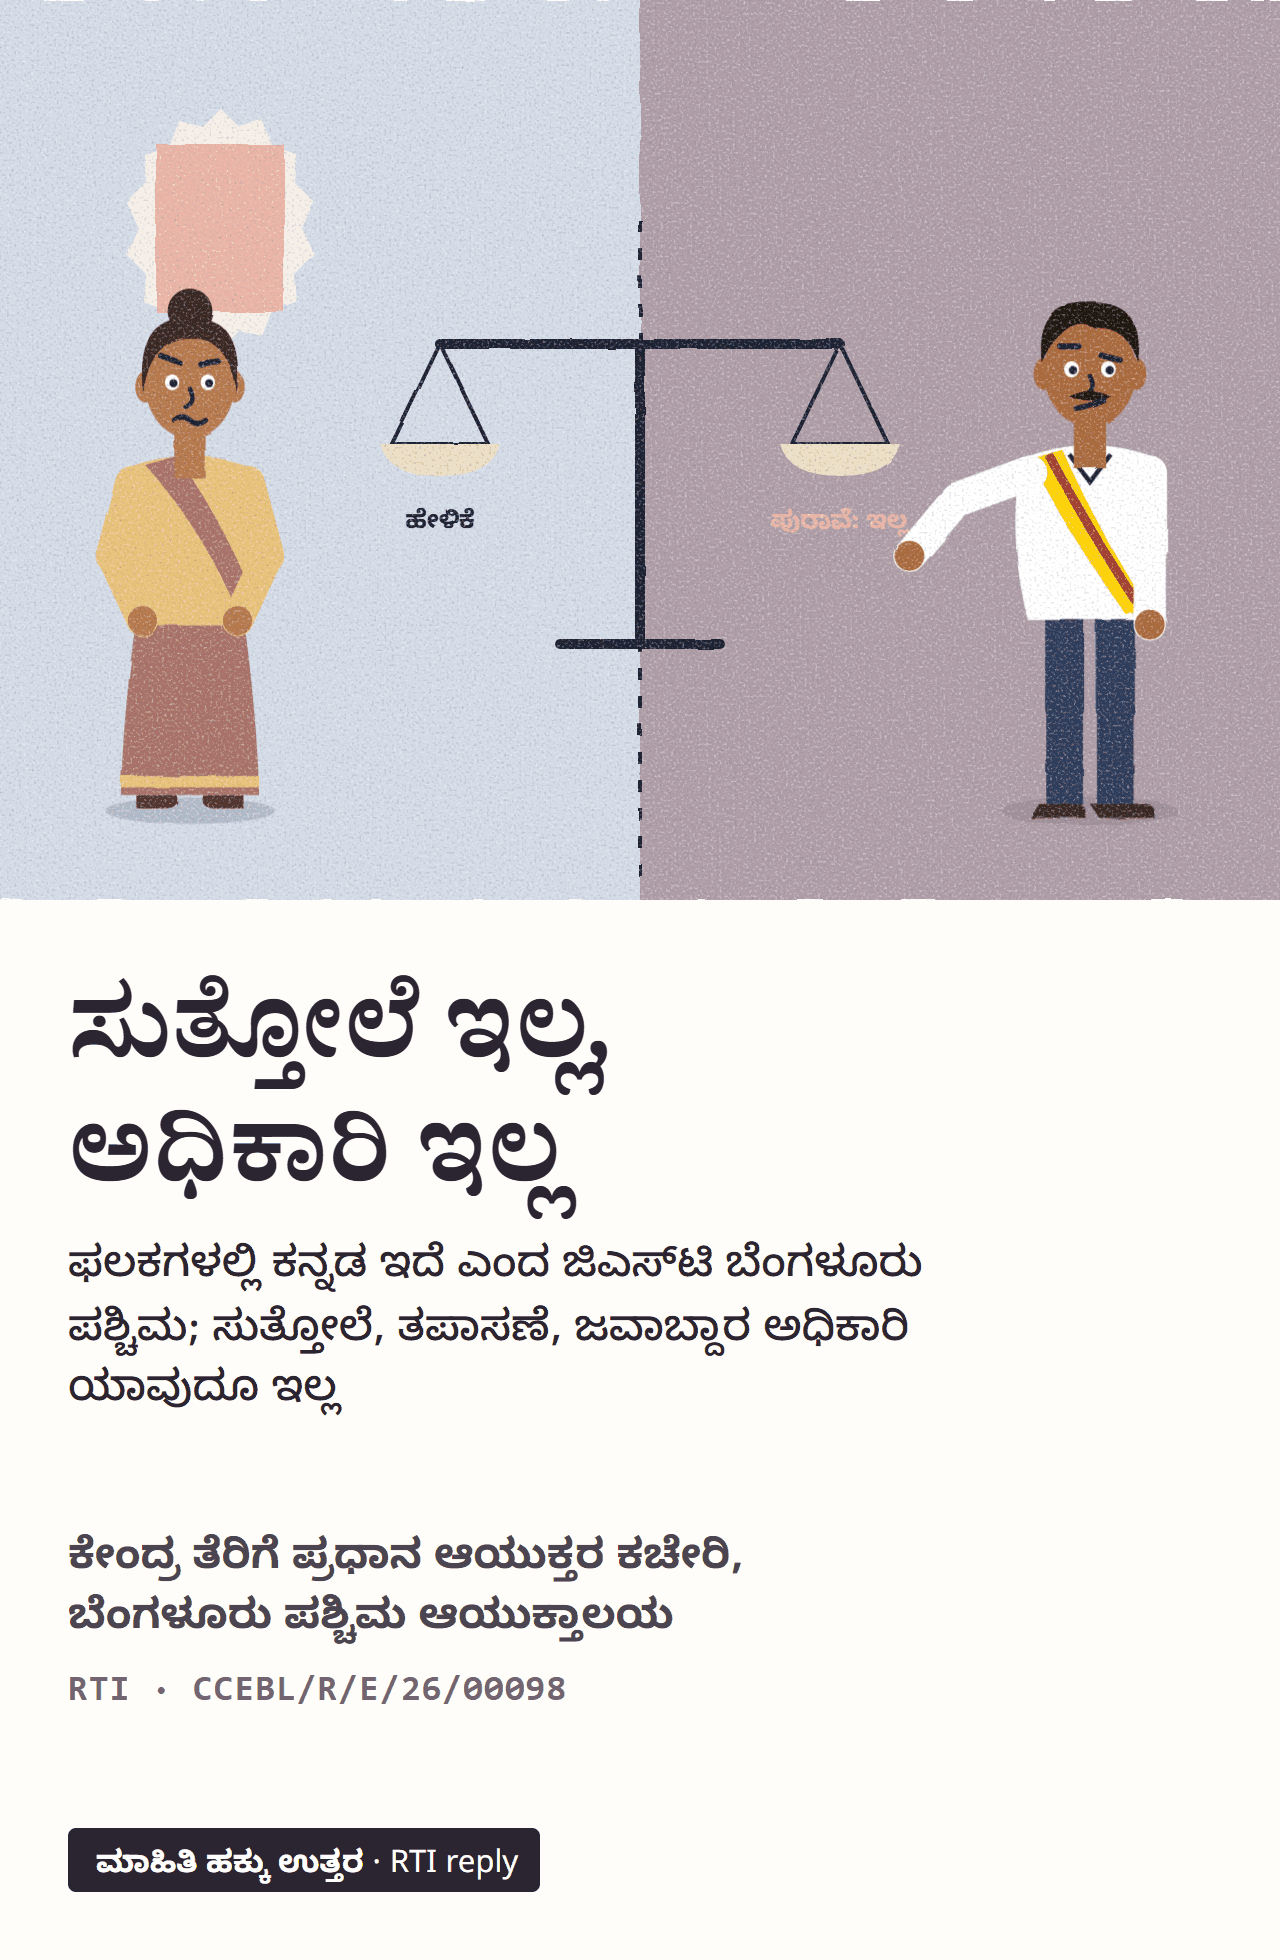 ಹೇಳಿಕೆ
ಪುರಾವೆ: ಇಲ್ಲ
ಸುತ್ತೋಲೆ ಇಲ್ಲ,
ಅಧಿಕಾರಿ ಇಲ್ಲ
ಫಲಕಗಳಲ್ಲಿ ಕನ್ನಡ ಇದೆ ಎಂದ ಜಿಎಸ್‌ಟಿ ಬೆಂಗಳೂರು
ಪಶ್ಚಿಮ; ಸುತ್ತೋಲೆ, ತಪಾಸಣೆ, ಜವಾಬ್ದಾರ ಅಧಿಕಾರಿ
ಯಾವುದೂ ಇಲ್ಲ
ಕೇಂದ್ರ ತೆರಿಗೆ ಪ್ರಧಾನ ಆಯುಕ್ತರ ಕಚೇರಿ,
ಬೆಂಗಳೂರು ಪಶ್ಚಿಮ ಆಯುಕ್ತಾಲಯ
RTI · CCEBL/R/E/26/00098
ಮಾಹಿತಿ ಹಕ್ಕು ಉತ್ತರ · RTI reply